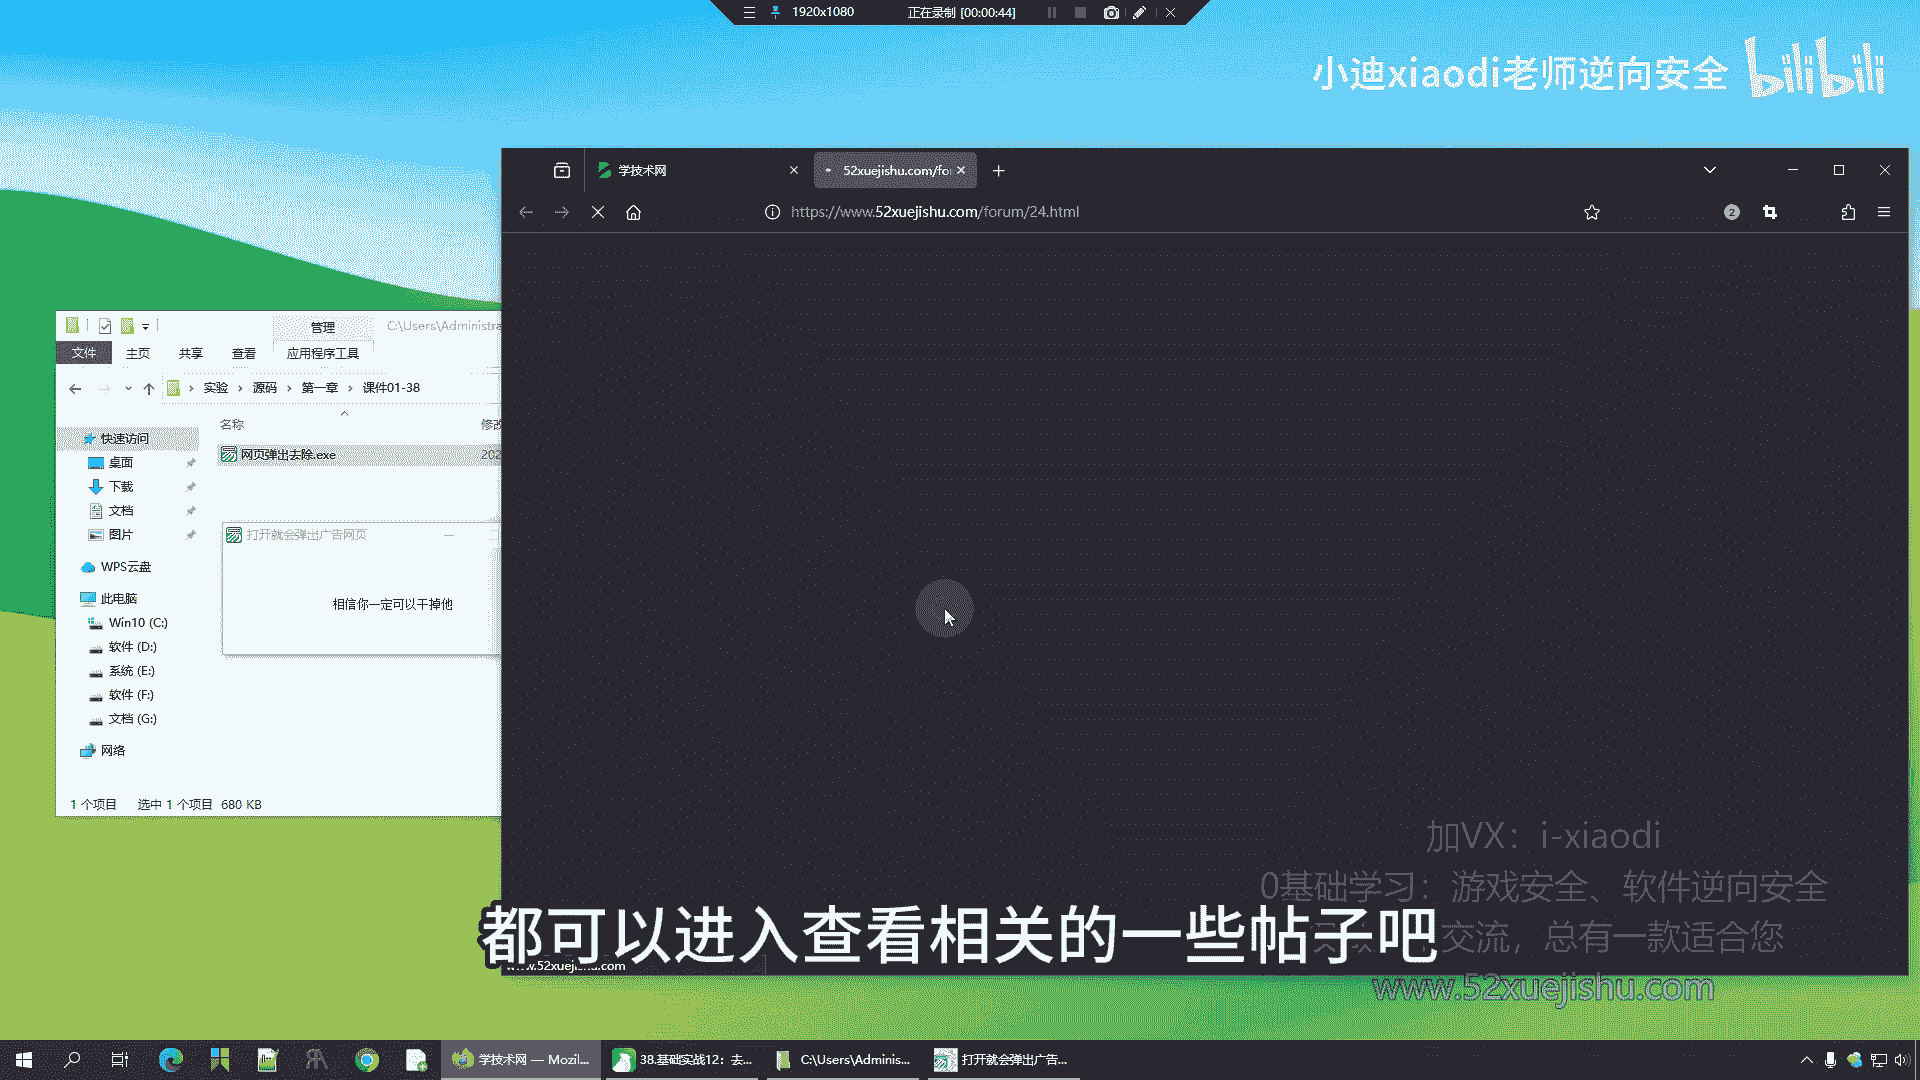 1920x1080
正在录制 [00:00:44]
小迪xiaodi老师逆向安全 bilibili
学技术网
52xuejishu.com/fo
https://www.52xuejishu.com/forum/24.html
2
管理
C:\Users\Administra
文件 主页 共享 查看 应用程序工具
实验 › 源码 › 第一章 › 课件01-38
名称
修改
快速访问
网页弹出去除.exe
202
桌面
下载
文档
图片
打开就会弹出广告网页
相信你一定可以干掉他
WPS云盘
此电脑
Win10 (C:)
软件 (D:)
系统 (E:)
软件 (F:)
文档 (G:)
网络
1 个项目 选中 1 个项目 680 KB
加VX：i-xiaodi
0基础学习：游戏安全、软件逆向安全
交流，总有一款适合您
都可以进入查看相关的一些帖子吧
www.52xuejishu.com
www.52xuejishu.com
学技术网 — Mozil...
38.基础实战12：去...
C:\Users\Adminis...
打开就会弹出广告...